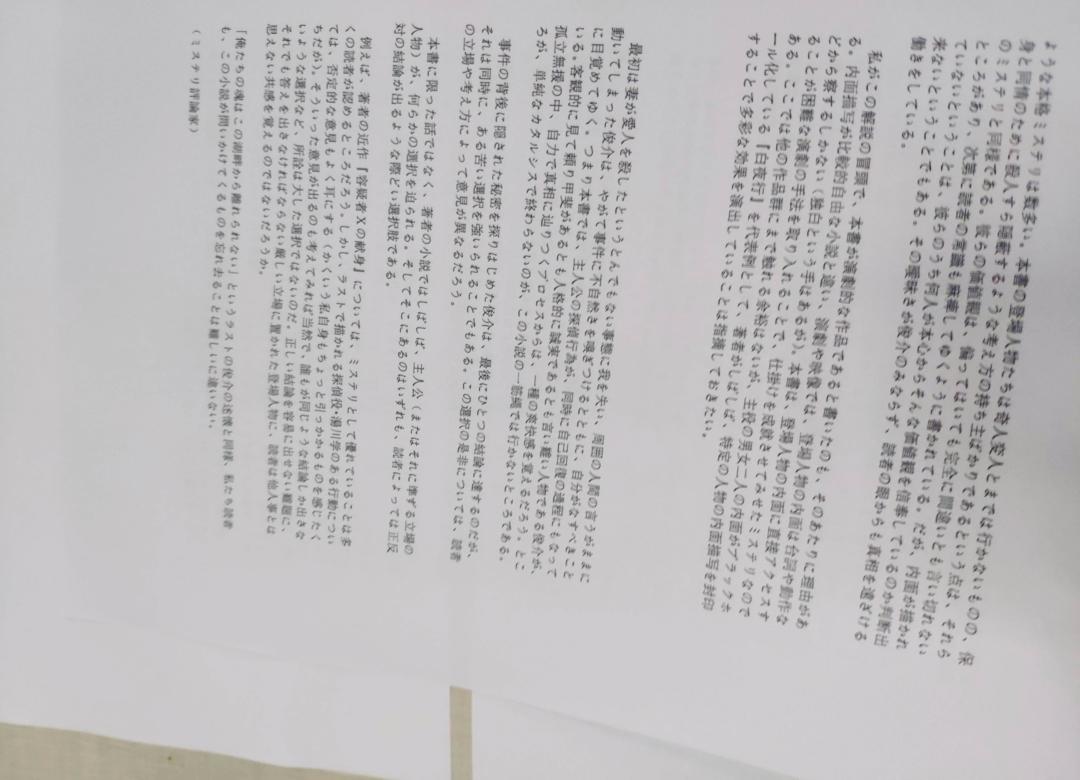 ような本格ミステリは数多い。本書の登場人物たちは奇人変人とまでは行かないものの、保
身と同情のために殺人すら隠蔽するような考え方の持ち主ばかりであるという点は、それら
のミステリと同様である。彼らの価値観は、偏ってはいても完全に間違いとも言い切れない
ところがあり、次第に読者の常識も麻痺してゆくように書かれている。だが、内面が描かれ
ていないということは、彼らのうち何人が本心からそんな価値観を信奉しているのか判断出
来ないということでもある。その曖昧さが俊介のみならず、読者の眼からも真相を遠ざける
働きをしている。
私がこの解説の冒頭で、本書が演劇的な作品であると書いたのも、そのあたりに理由があ
る。内面描写が比較的自由な小説と違い、演劇や映像では、登場人物の内面は台詞や動作な
どから察するしかない（独白という手はあるが）。本書は、登場人物の内面に直接アクセスす
ることが困難な演劇の手法を取り入れることで、仕掛けを成就させてみせたミステリなので
ある。ここでは他の作品群にまで触れる余裕はないが、主役の男女二人の内面がブラックホ
ール化している『白夜行』を代表例として、著者がしばしば、特定の人物の内面描写を封印
することで多彩な効果を演出していることは指摘しておきたい。
最初は妻が愛人を殺したというとんでもない事態に我を失い、周囲の人間の言うがままに
動いてしまった俊介は、やがて事件に不自然さを嗅ぎつけるとともに、自分がなすべきこと
に目覚めてゆく。つまり本書では、主人公の探偵行為が、同時に自己回復の過程にもなって
いる。客観的に見て頼り甲斐があるとも人格的に誠実であるとも言い難い人物である俊介が、
孤立無援の中、自力で真相に辿りつくプロセスからは、一種の爽快感を覚えるだろう。とこ
ろが、単純なカタルシスで終わらないのが、この小説の一筋縄では行かないところである。
事件の背後に隠された秘密を探りはじめた俊介は、最後にひとつの結論に達するのだが、
それは同時に、ある苦い選択を強いられることでもある。この選択の是非については、読者
の立場や考え方によって意見が異なるだろう。
本書に限った話ではなく、著者の小説ではしばしば、主人公（またはそれに準ずる立場の
人物）が、何らかの選択を迫られる。そしてそこにあるのはいずれも、読者によっては正反
対の結論が出るような際どい選択肢である。
例えば、著者の近作『容疑者Xの献身』については、ミステリとして優れていることは多
くの読者が認めるところだろう。しかし、ラストで描かれる探偵役・湯川学のある行動につい
ては、否定的な意見もよく耳にする（かくいう私自身もちょっと引っかかるものを感じたく
ちだが）。そういった意見が出るのも考えてみれば当然で、誰もが同じような結論しか出さな
いような選択など、所詮は大した選択ではないのだ。正しい結論を容易に出せない難題に、
それでも答えを出さなければならない厳しい立場に置かれた登場人物に、読者は他人事とは
思えない共感を覚えるのではないだろうか。
「俺たちの魂はこの湖畔から離れられない」というラストの俊介の述懐と同様、私たち読者
も、この小説が問いかけてくるものを忘れ去ることは難しいに違いない。
（ミステリ評論家）